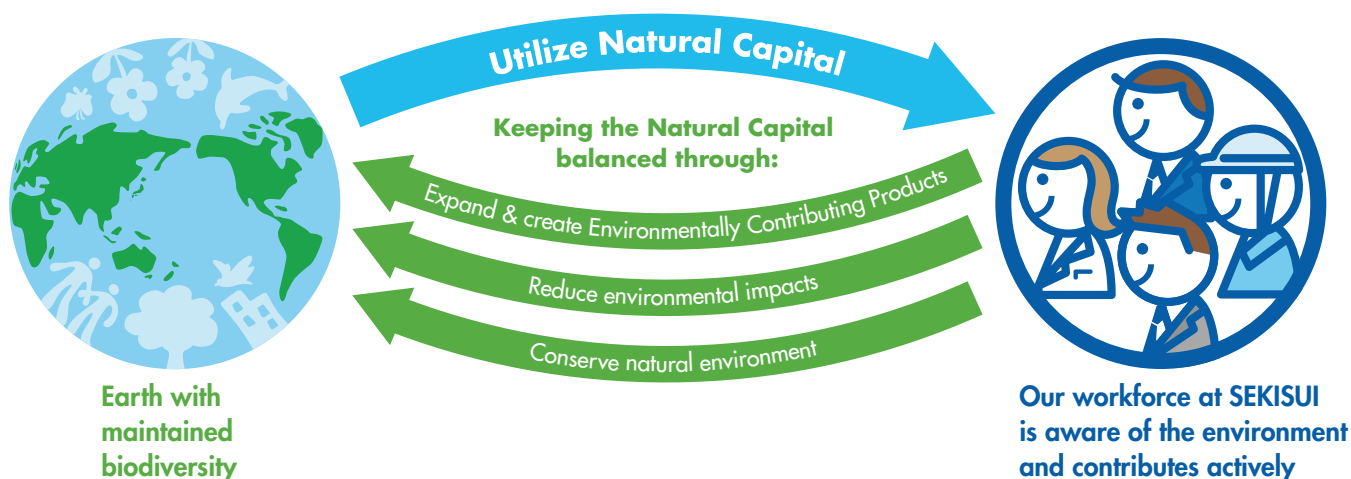 Utilize Natural Capital
Keeping the Natural Capital
balanced through:
Expand & create Environmentally Contributing Products
Reduce environmental impacts
Conserve natural environment
Earth with
maintained
biodiversity
Our workforce at SEKISUI
is aware of the environment
and contributes actively